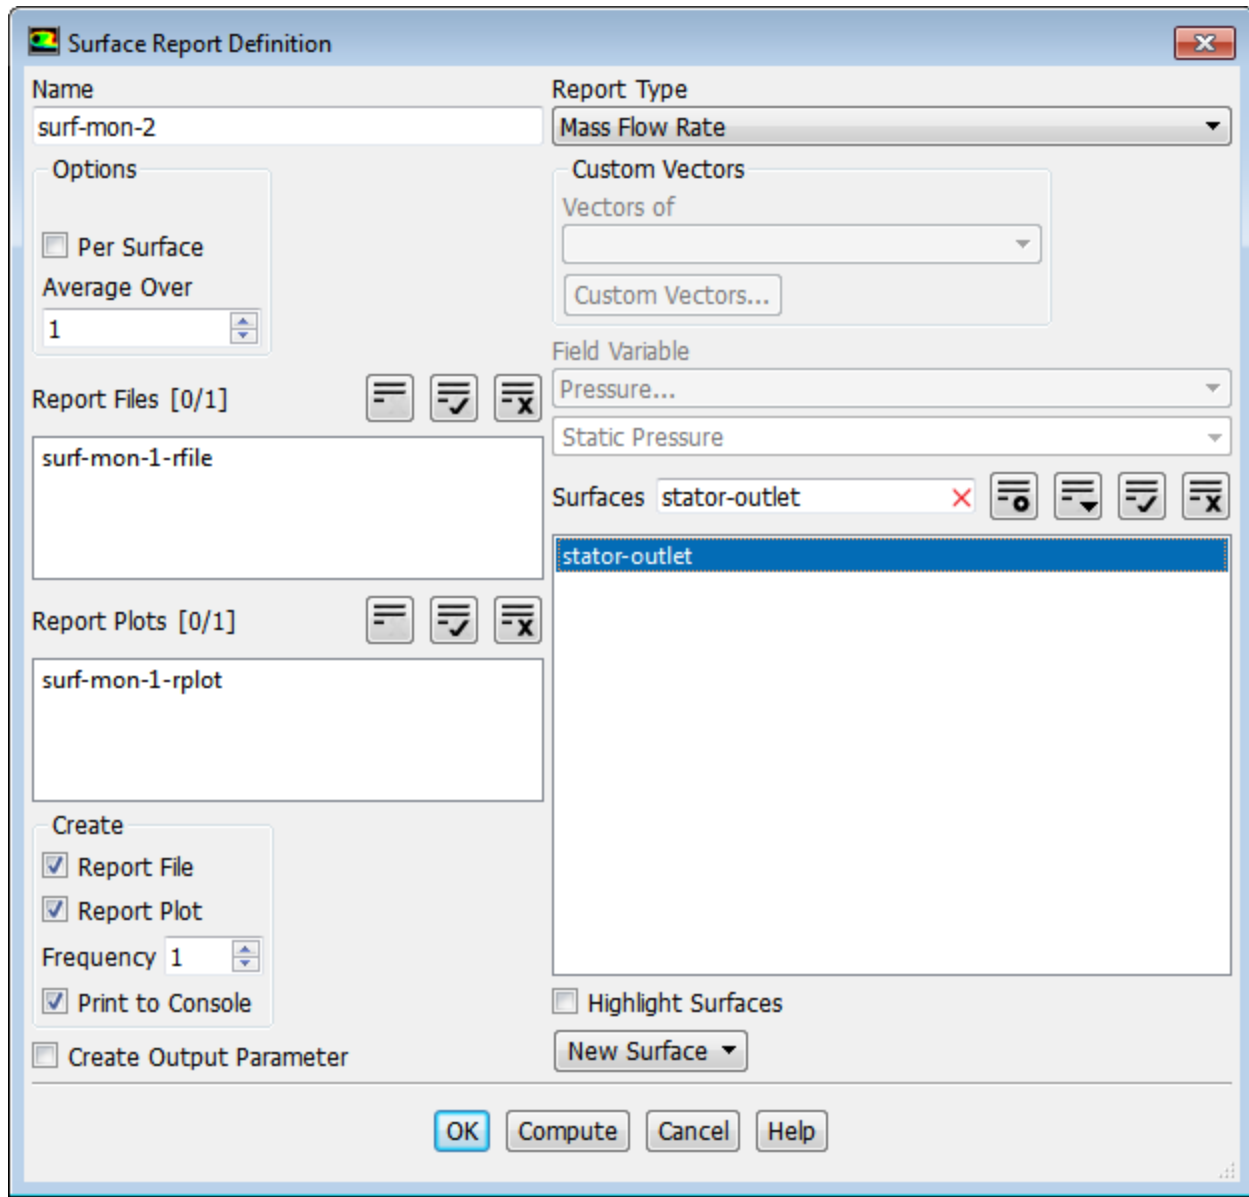 Surface Report Definition
Name
surf-mon-2
Options
Per Surface
Average Over
1
Report Files [0/1]
surf-mon-1-rfile
Report Plots [0/1]
surf-mon-1-rplot
Create
Report File
Report Plot
Frequency 1
Print to Console
Create Output Parameter
Report Type
Mass Flow Rate
Custom Vectors
Vectors of
Custom Vectors...
Field Variable
Pressure...
Static Pressure
Surfaces stator-outlet
stator-outlet
Highlight Surfaces
New Surface
OK Compute Cancel Help